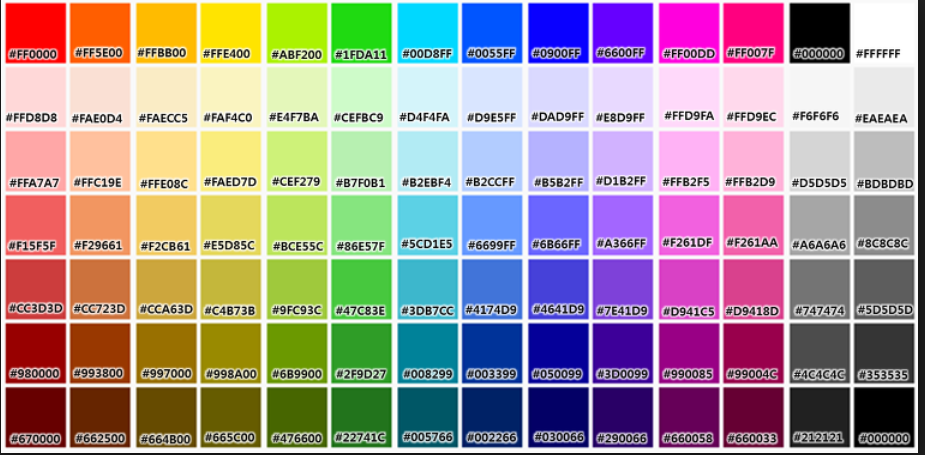 #FF0000 #FF5E00 #FFBB00 #FFE400 #ABF200 #1FDA11 #00D8FF #0055FF #0900FF #6600FF #FF00DD #FF007F #000000 #FFFFFF
#FFD8D8 #FAE0D4 #FAECC5 #FAF4C0 #E4F7BA #CEFBC9 #D4F4FA #D9E5FF #DAD9FF #E8D9FF #FFD9FA #FFD9EC #F6F6F6 #EAEAEA
#FFA7A7 #FFC19E #FFE08C #FAED7D #CEF279 #B7F0B1 #B2EBF4 #B2CCFF #B5B2FF #D1B2FF #FFB2F5 #FFB2D9 #D5D5D5 #BDBDBD
#F15F5F #F29661 #F2CB61 #E5D85C #BCE55C #86E57F #5CD1E5 #6699FF #6B66FF #A366FF #F261DF #F261AA #A6A6A6 #8C8C8C
#CC3D3D #CC723D #CCA63D #C4B73B #9FC93C #47C83E #3DB7CC #4174D9 #4641D9 #7E41D9 #D941C5 #D9418D #747474 #5D5D5D
#980000 #993800 #997000 #998A00 #6B9900 #2F9D27 #008299 #003399 #050099 #3D0099 #990085 #99004C #4C4C4C #353535
#670000 #662500 #664B00 #665C00 #476600 #22741C #005766 #002266 #030066 #290066 #660058 #660033 #212121 #000000